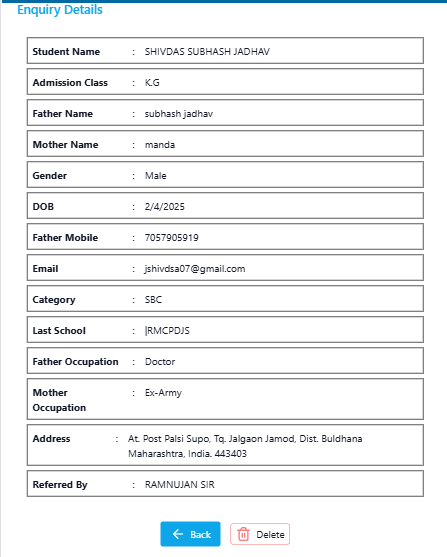 Enquiry Details
Student Name : SHIVDAS SUBHASH JADHAV
Admission Class : K.G
Father Name : subhash jadhav
Mother Name : manda
Gender : Male
DOB : 2/4/2025
Father Mobile : 7057905919
Email : jshivdsa07@gmail.com
Category : SBC
Last School : |RMCPDJS
Father Occupation : Doctor
Mother : Ex-Army
Occupation
Address : At. Post Palsi Supo, Tq. Jalgaon Jamod, Dist. Buldhana
Maharashtra, India. 443403
Referred By : RAMNUJAN SIR
Back Delete